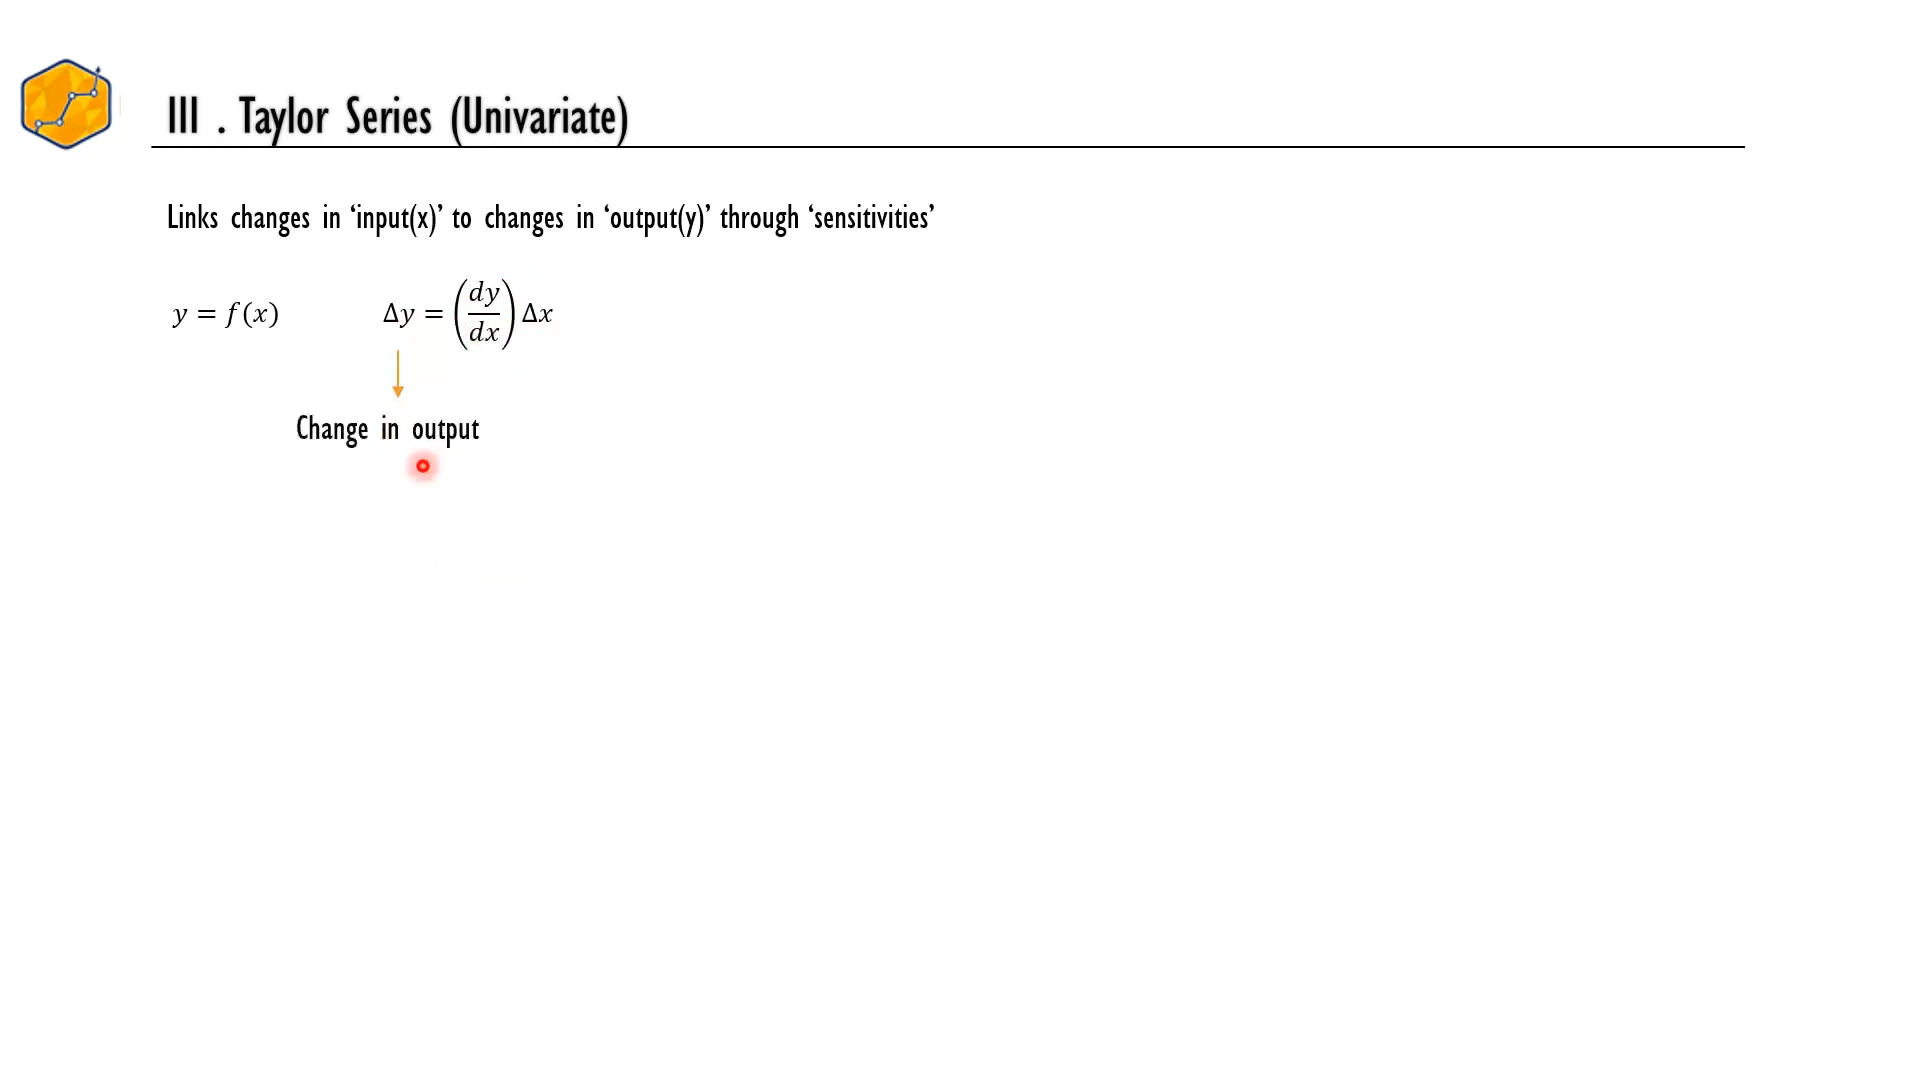 III . Taylor Series (Univariate)
Links changes in ‘input(x)’ to changes in ‘output(y)’ through ‘sensitivities’
y = f(x) Δy = (dy/dx) Δx
Change in output